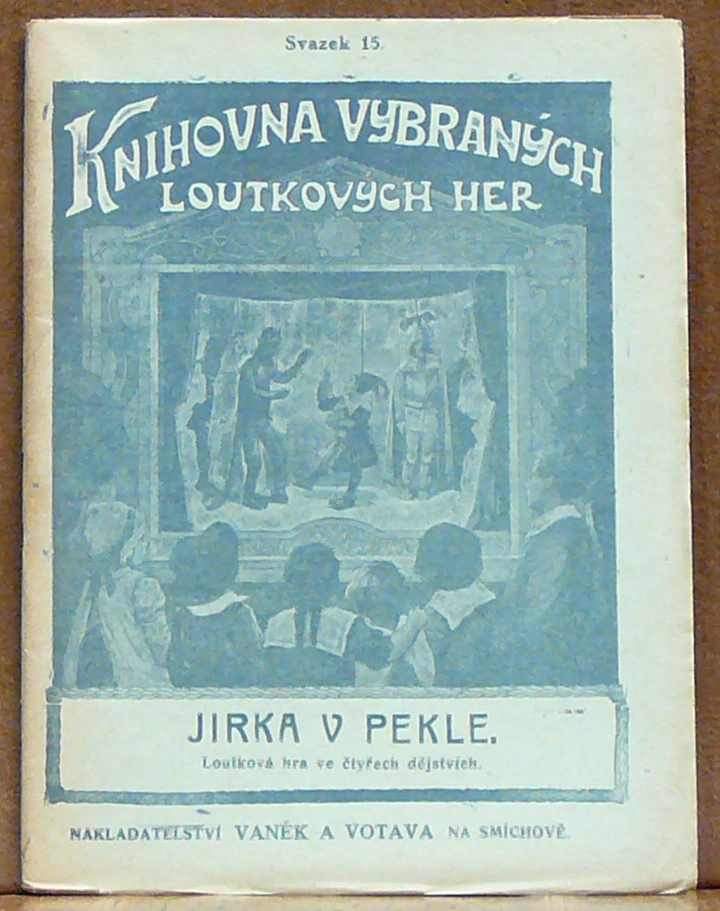 Svazek 15.
KNIHOVNA VYBRANÝCH
LOUTKOVÝCH HER
JIRKA V PEKLE.
Loutková hra ve čtyřech dějstvích.
NAKLADATELSTVÍ VANĚK A VOTAVA NA SMÍCHOVĚ.